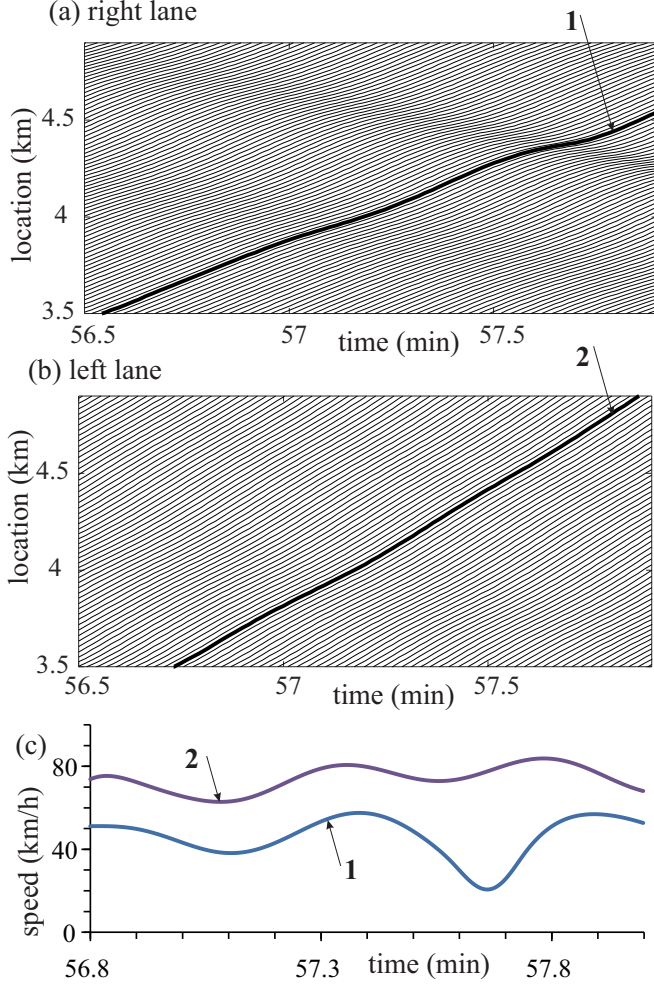 (a) right lane
1
location (km)
4.5
4
3.5
56.5
57
57.5
time (min)
(b) left lane
2
location (km)
4.5
4
3.5
56.5
57
57.5
time (min)
(c)
speed (km/h)
80
40
0
2
1
56.8
57.3
57.8
time (min)